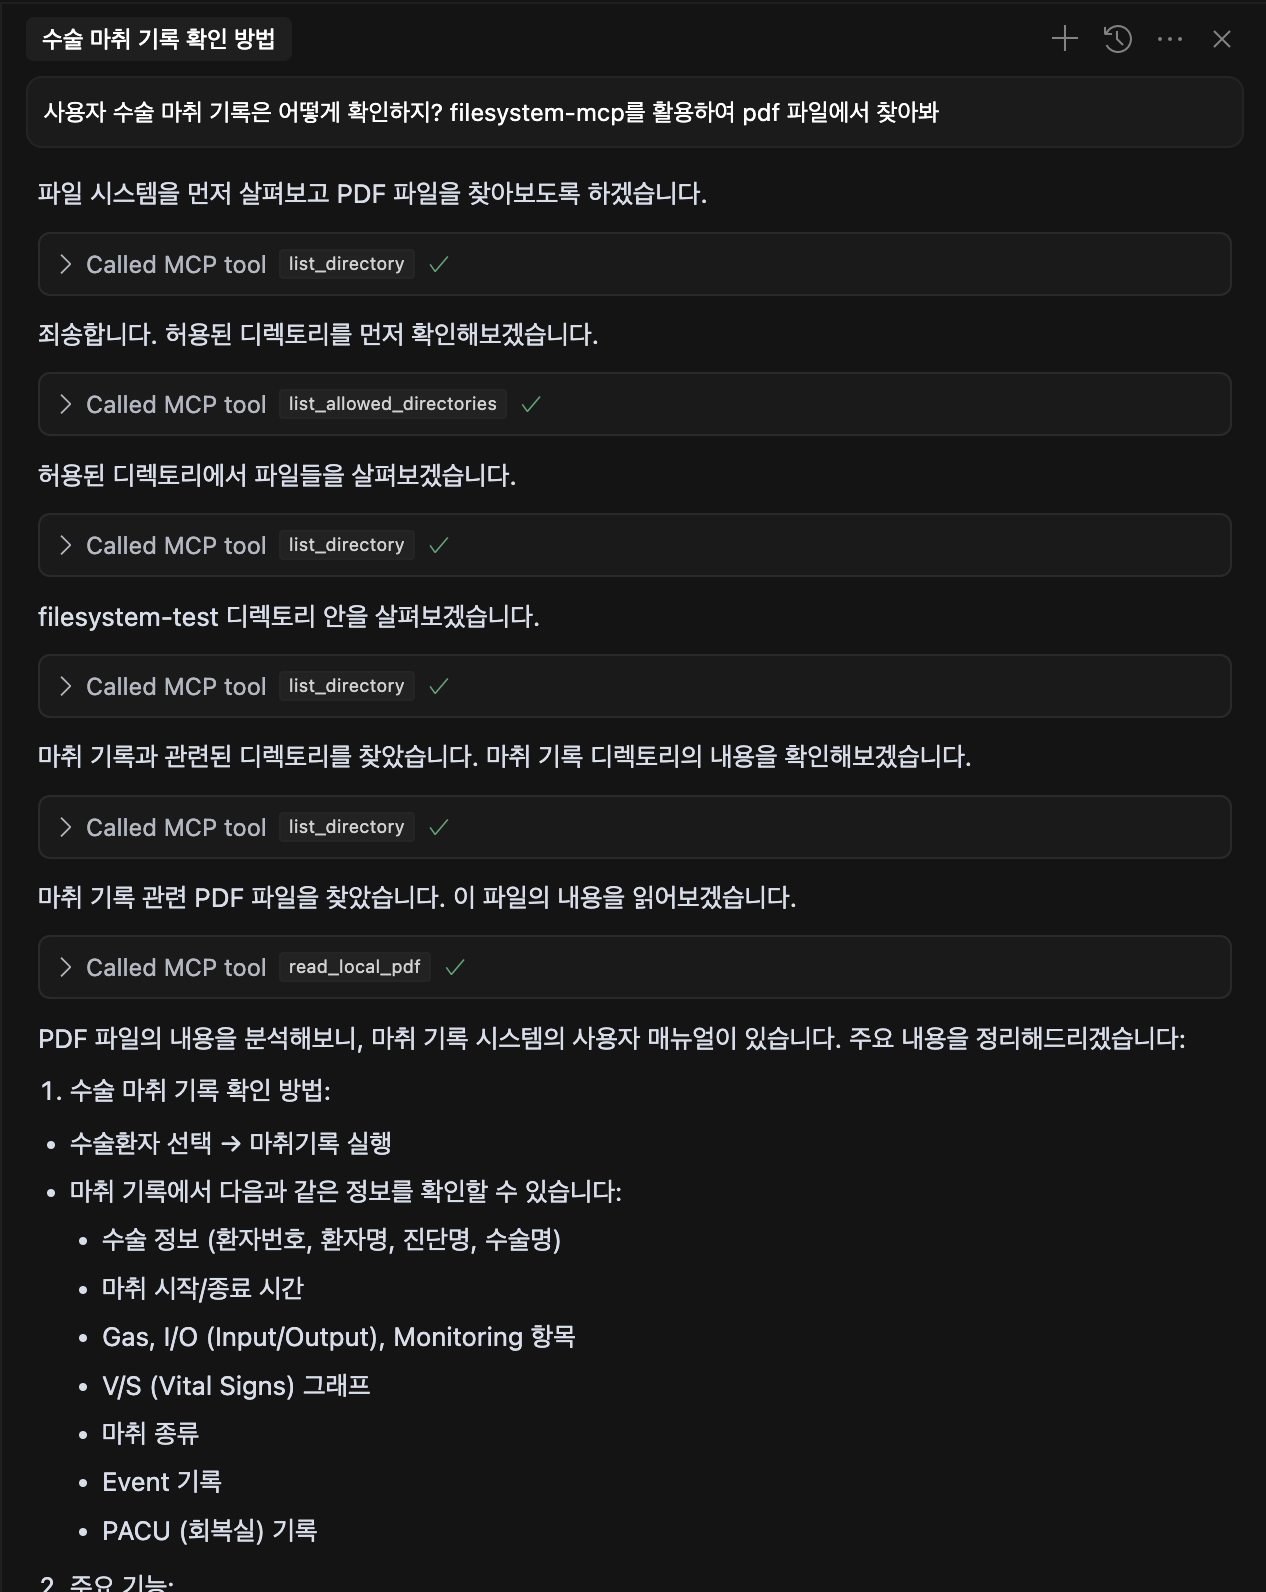 수술 마취 기록 확인 방법
사용자 수술 마취 기록은 어떻게 확인하지? filesystem-mcp를 활용하여 pdf 파일에서 찾아봐
파일 시스템을 먼저 살펴보고 PDF 파일을 찾아보도록 하겠습니다.
Called MCP tool list_directory
죄송합니다. 허용된 디렉토리를 먼저 확인해보겠습니다.
Called MCP tool list_allowed_directories
허용된 디렉토리에서 파일들을 살펴보겠습니다.
Called MCP tool list_directory
filesystem-test 디렉토리 안을 살펴보겠습니다.
Called MCP tool list_directory
마취 기록과 관련된 디렉토리를 찾았습니다. 마취 기록 디렉토리의 내용을 확인해보겠습니다.
Called MCP tool list_directory
마취 기록 관련 PDF 파일을 찾았습니다. 이 파일의 내용을 읽어보겠습니다.
Called MCP tool read_local_pdf
PDF 파일의 내용을 분석해보니, 마취 기록 시스템의 사용자 매뉴얼이 있습니다. 주요 내용을 정리해드리겠습니다:
1. 수술 마취 기록 확인 방법:
• 수술환자 선택 → 마취기록 실행
• 마취 기록에서 다음과 같은 정보를 확인할 수 있습니다:
• 수술 정보 (환자번호, 환자명, 진단명, 수술명)
• 마취 시작/종료 시간
• Gas, I/O (Input/Output), Monitoring 항목
• V/S (Vital Signs) 그래프
• 마취 종류
• Event 기록
• PACU (회복실) 기록
2. 주요 기능: